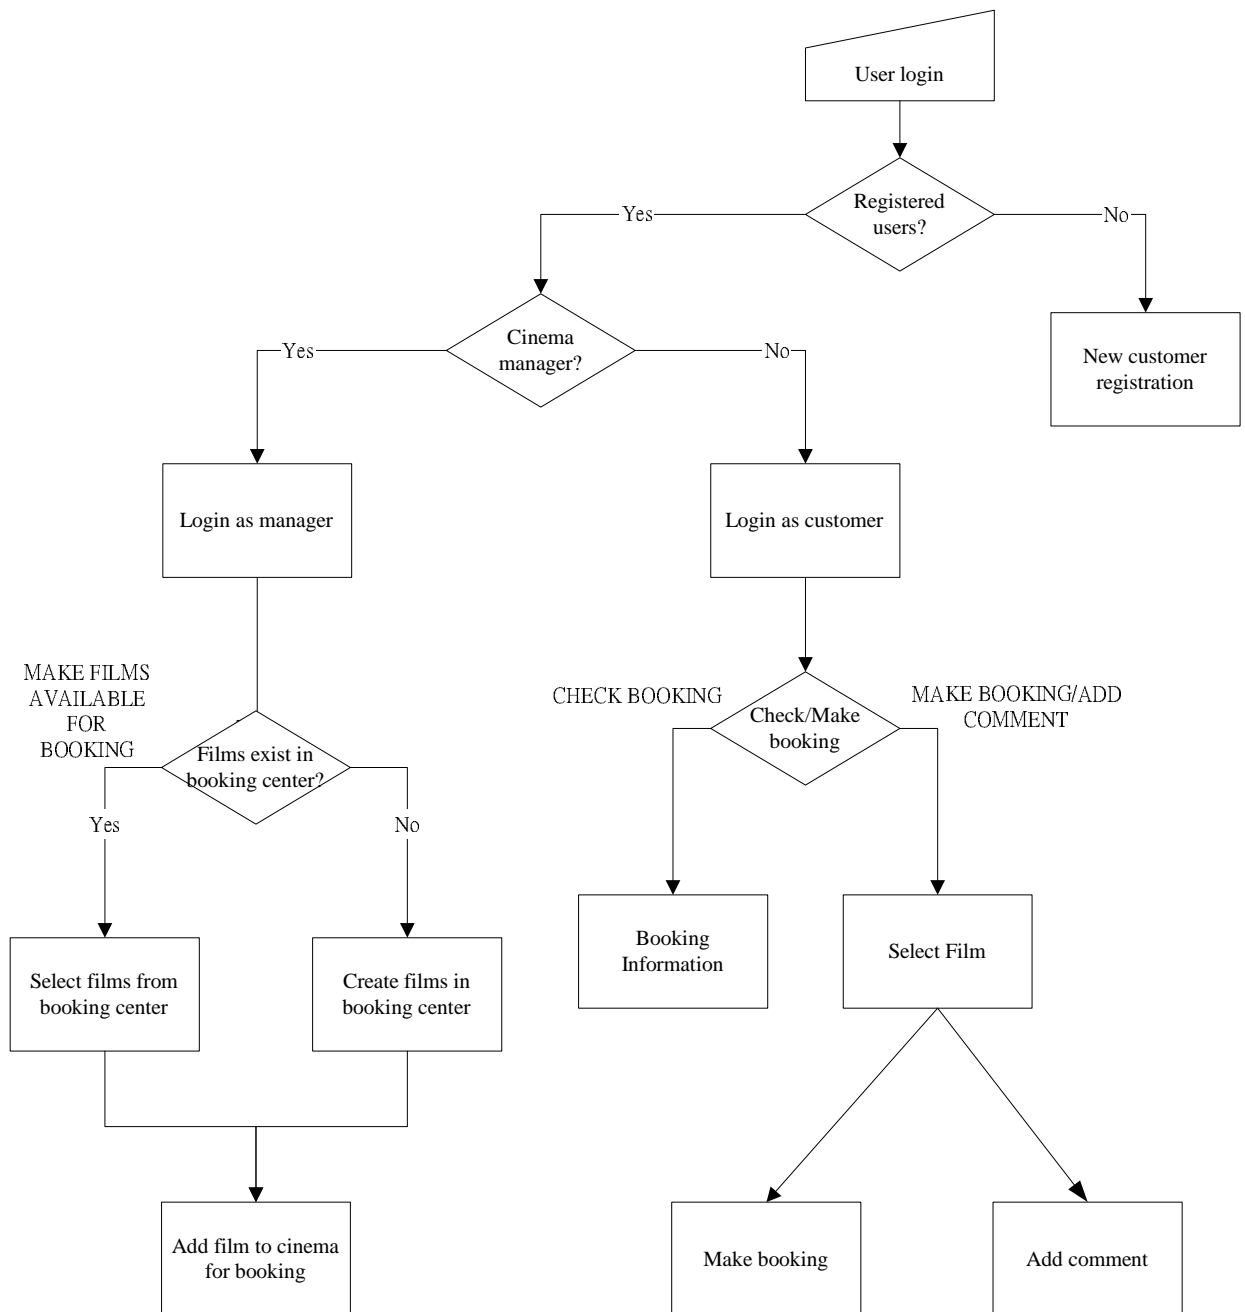 User login
Registered
users?
Yes
No
Cinema
manager?
Yes
No
New customer
registration
Login as manager
Login as customer
MAKE FILMS
AVAILABLE
FOR
BOOKING
CHECK BOOKING
MAKE BOOKING/ADD
COMMENT
Check/Make
booking
Films exist in
booking center?
Yes
No
Booking
Information
Select Film
Select films from
booking center
Create films in
booking center
Add film to cinema
for booking
Make booking
Add comment